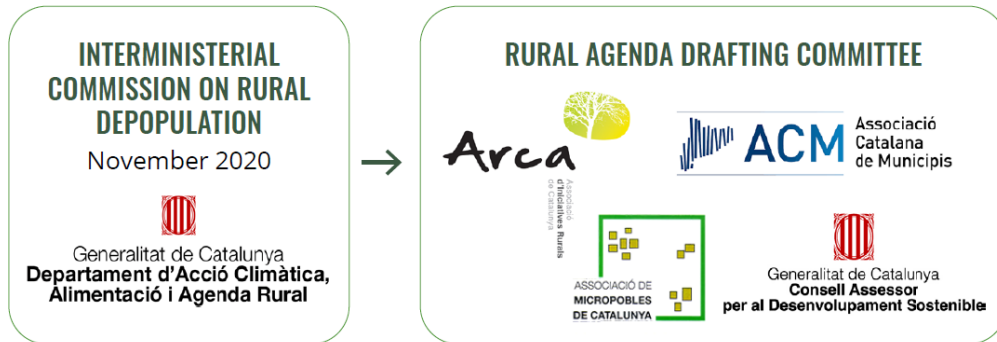 INTERMINISTERIAL
COMMISSION ON RURAL
DEPOPULATION
November 2020
Generalitat de Catalunya
Departament d'Acció Climàtica,
Alimentació i Agenda Rural
RURAL AGENDA DRAFTING COMMITTEE
Arca
Associació
d'Iniciatives Rurals
de Catalunya
ACM
Associació
Catalana
de Municipis
ASSOCIACIÓ DE
MICROPOBLES
DE CATALUNYA
Generalitat de Catalunya
Consell Assessor
per al Desenvolupament Sostenible